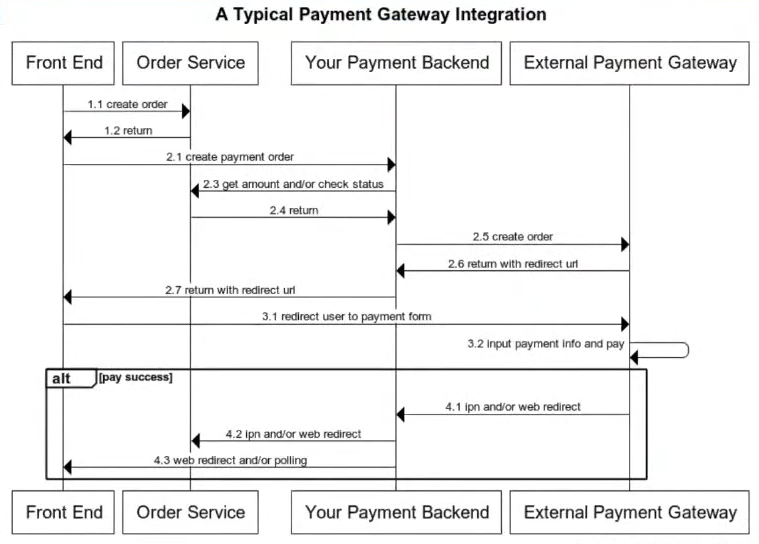 A Typical Payment Gateway Integration
Front End
Order Service
Your Payment Backend
External Payment Gateway
1.1 create order
1.2 return
2.1 create payment order
2.3 get amount and/or check status
2.4 return
2.5 create order
2.6 return with redirect url
2.7 return with redirect url
3.1 redirect user to payment form
3.2 input payment info and pay
alt [pay success]
4.1 ipn and/or web redirect
4.2 ipn and/or web redirect
4.3 web redirect and/or polling
Front End
Order Service
Your Payment Backend
External Payment Gateway